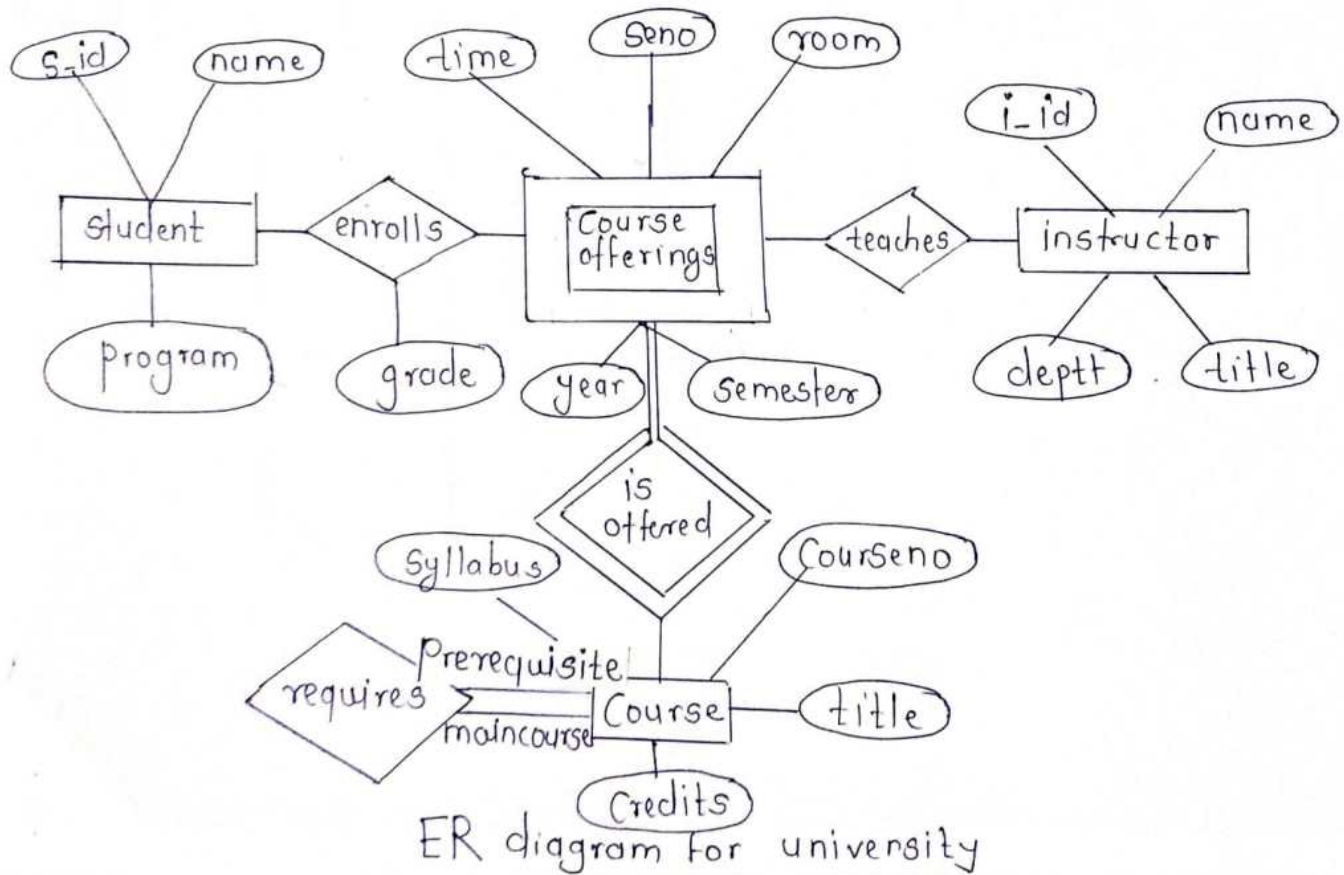 s_id
name
time
seno
room
i_id
name
student
enrolls
Course
offerings
teaches
instructor
program
grade
year
semester
deptt
title
is
offered
syllabus
Courseno
Prerequisite
requires
maincourse
Course
title
Credits
ER diagram for university